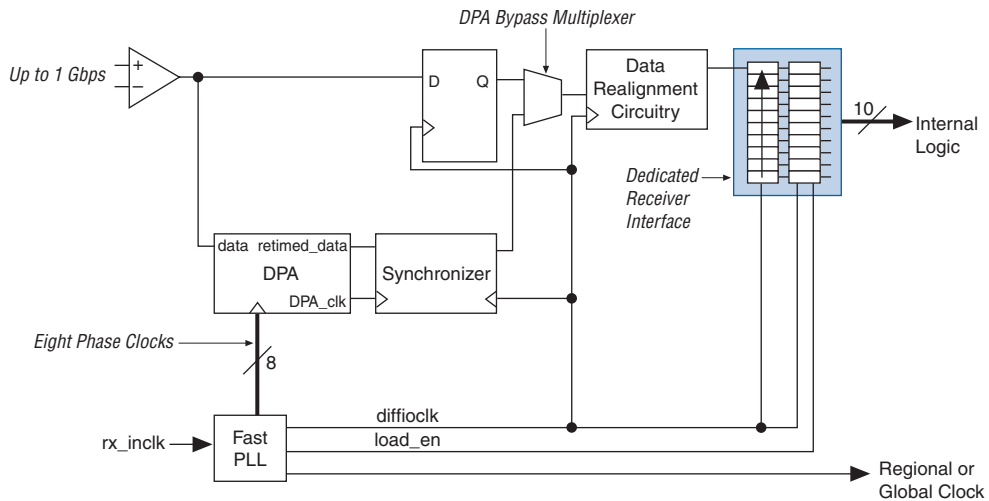 DPA Bypass Multiplexer
Up to 1 Gbps
+
–
D Q
Data
Realignment
Circuitry
10
Internal
Logic
Dedicated
Receiver
Interface
data retimed_data
DPA
DPA_clk
Synchronizer
Eight Phase Clocks
8
rx_inclk
Fast
PLL
diffioclk
load_en
Regional or
Global Clock